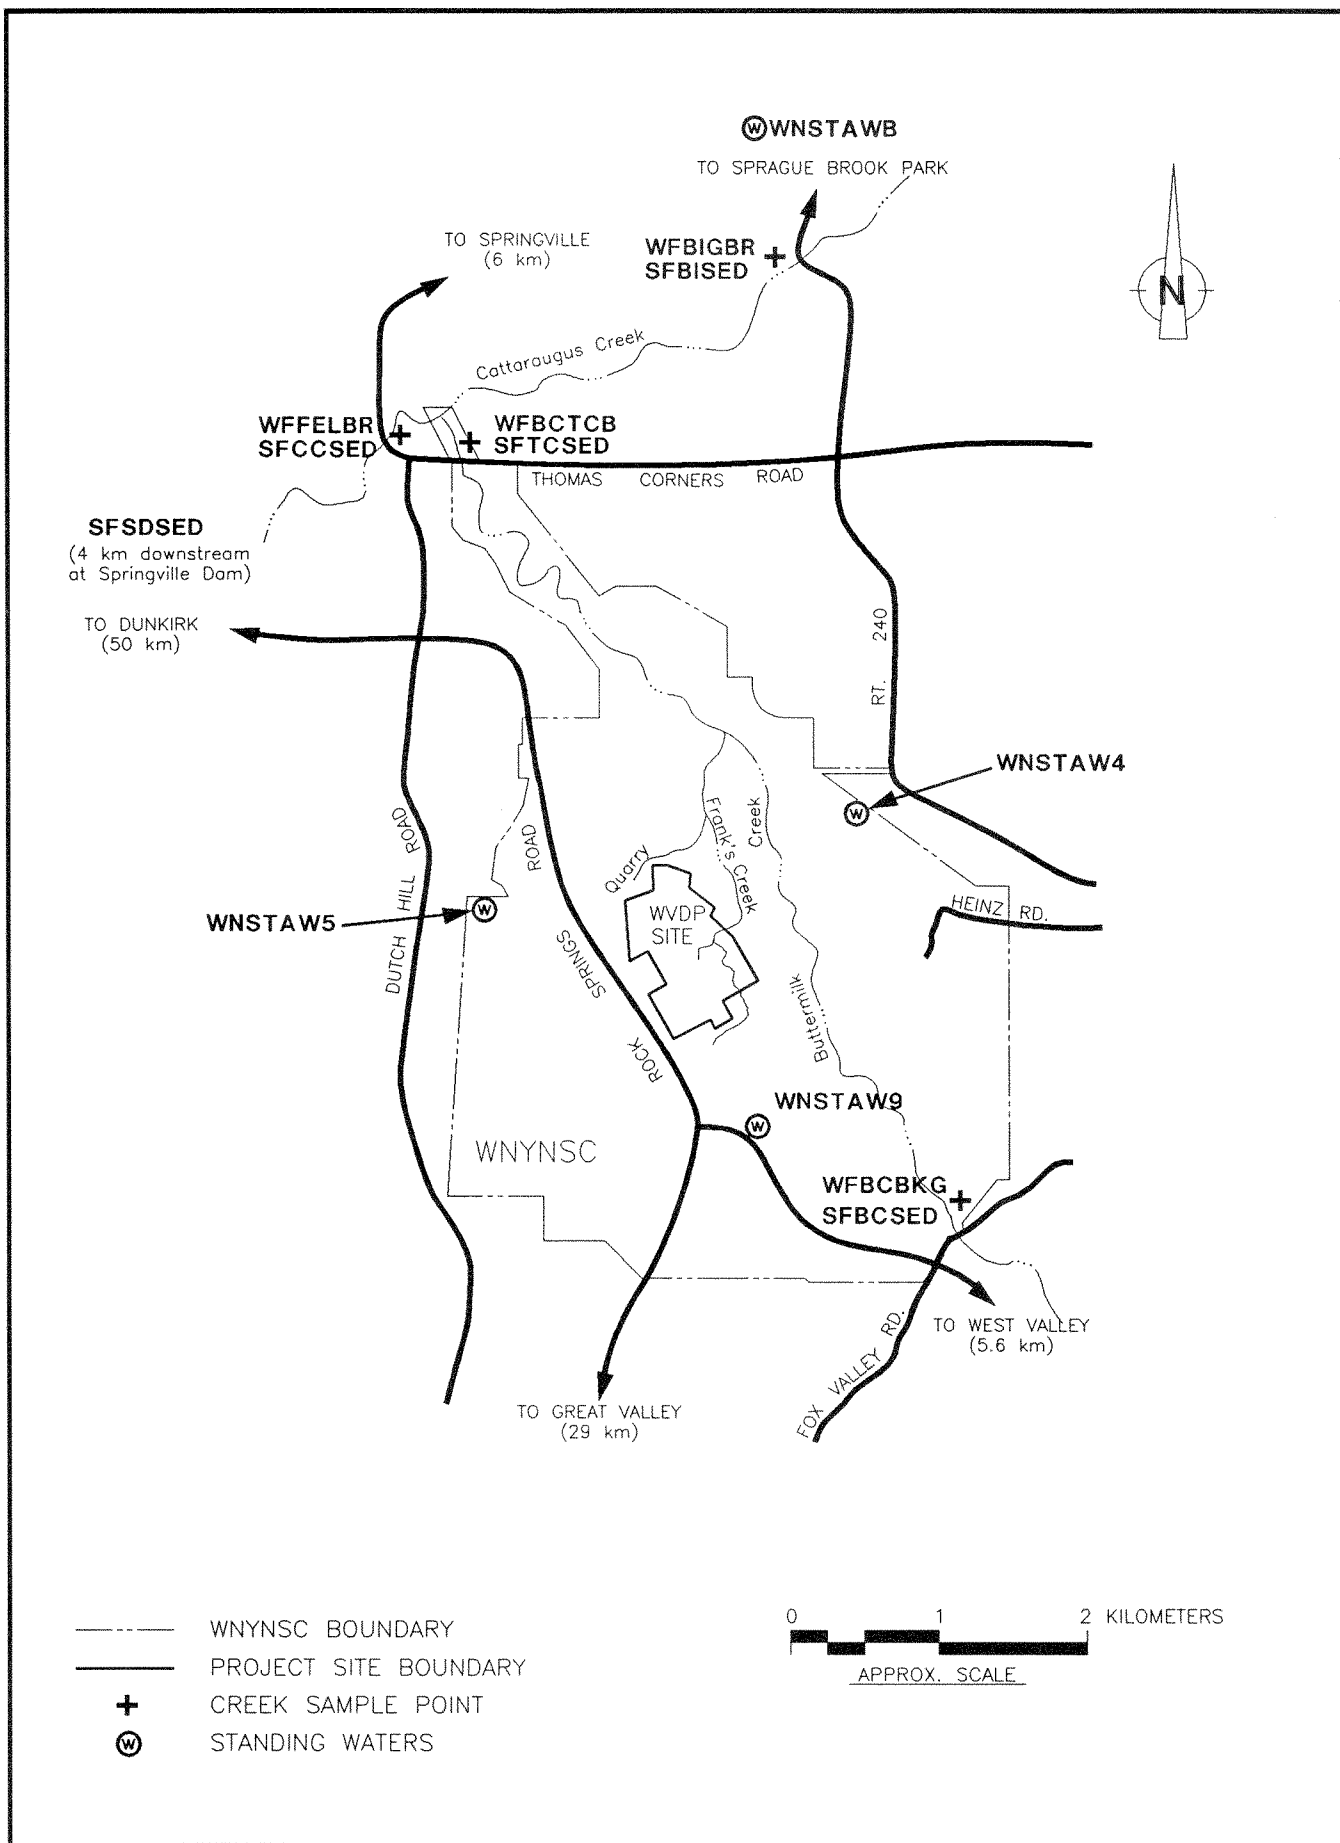 ⓦWNSTAWB
TO SPRAGUE BROOK PARK
TO SPRINGVILLE
(6 km)
WFBIGBR
SFBISED
N
Cattaraugus Creek
WFFELBR
SFCCSED
WFBCTCB
SFTCSED
THOMAS CORNERS ROAD
SFSDSED
(4 km downstream
at Springville Dam)
TO DUNKIRK
(50 km)
RT. 240
WNSTAW4
W
DUTCH HILL ROAD
ROCK SPRINGS ROAD
Quarry
Frank's Creek
Buttermilk Creek
WVDP
SITE
HEINZ RD.
WNSTAW5
W
WNSTAW9
W
WNYNSC
WFBCBKG
SFBCSED
TO WEST VALLEY
(5.6 km)
FOX VALLEY RD.
TO GREAT VALLEY
(29 km)
WNYNSC BOUNDARY
PROJECT SITE BOUNDARY
CREEK SAMPLE POINT
W STANDING WATERS
0 1 2 KILOMETERS
APPROX. SCALE